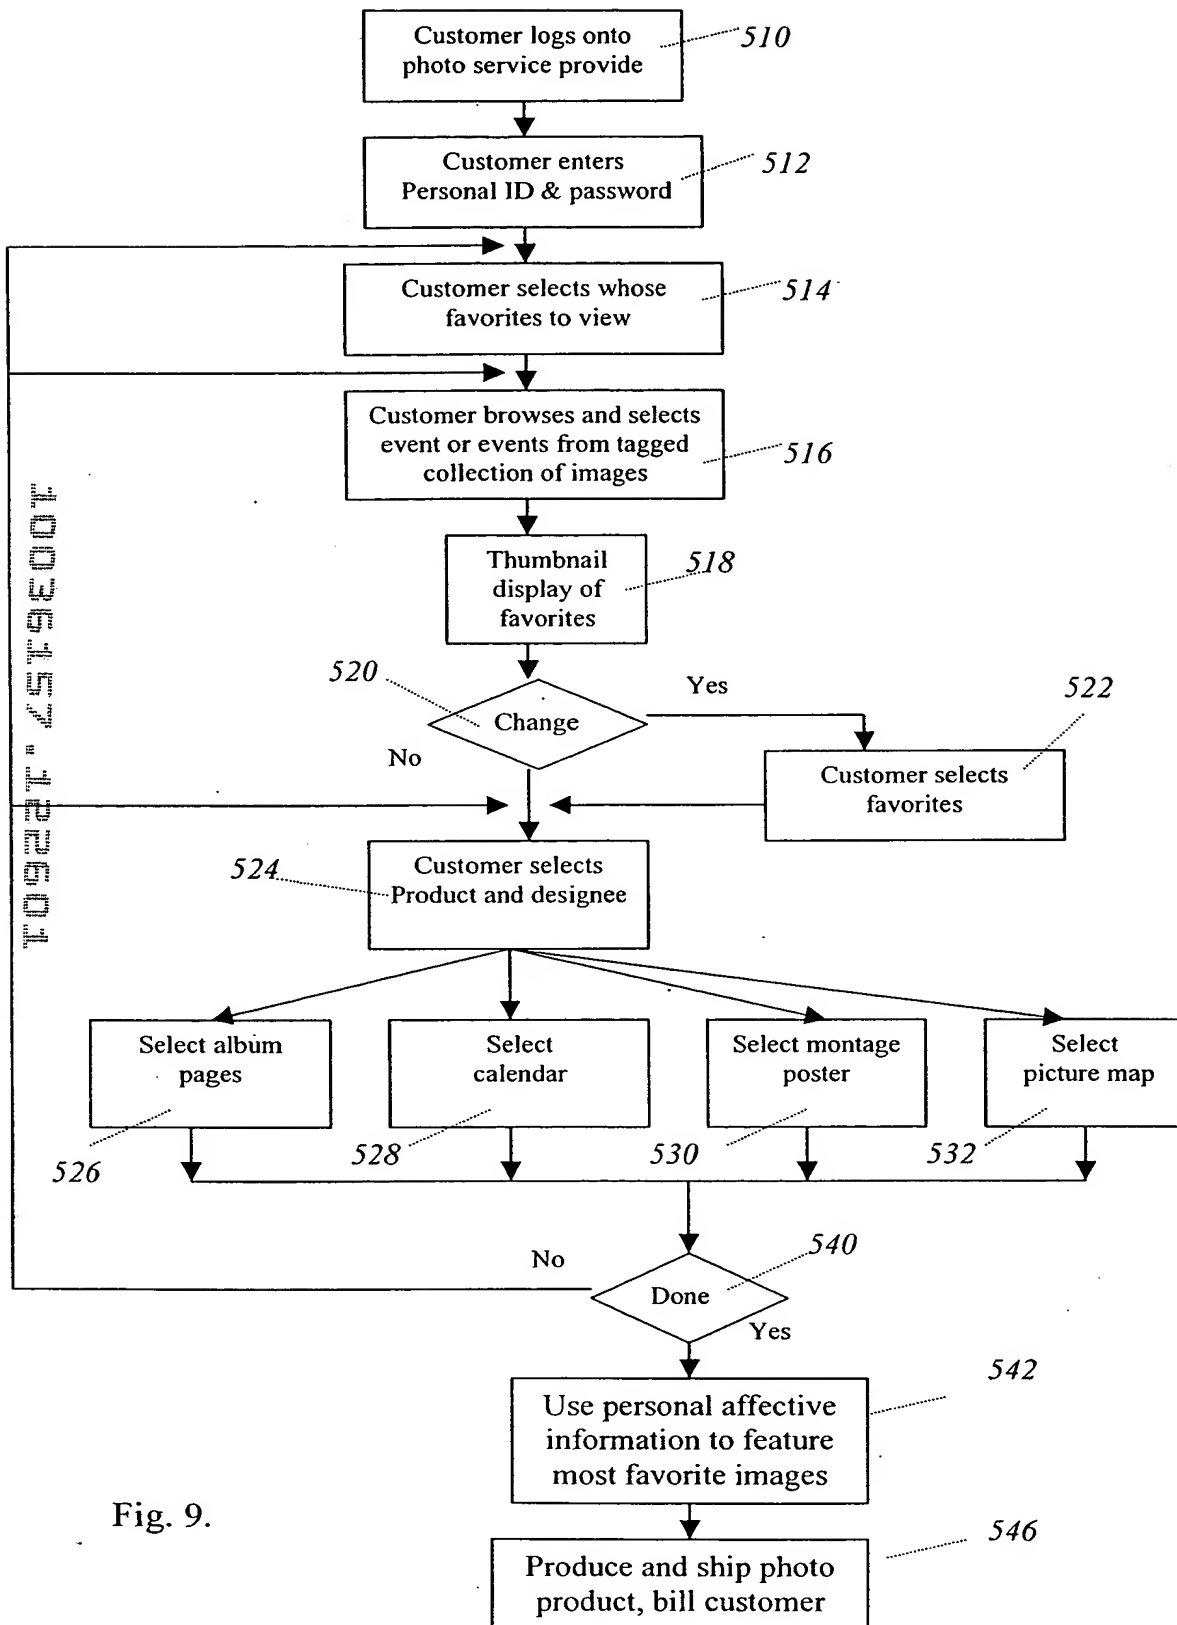 Customer logs onto
photo service provide
510
Customer enters
Personal ID & password
512
Customer selects whose
favorites to view
514
Customer browses and selects
event or events from tagged
collection of images
516
Thumbnail
display of
favorites
518
520
Change
Yes
No
522
Customer selects
favorites
524
Customer selects
Product and designee
Select album
pages
526
Select
calendar
528
Select montage
poster
530
Select
picture map
532
No
Done
540
Yes
Use personal affective
information to feature
most favorite images
542
Produce and ship photo
product, bill customer
546
Fig. 9.
10036157.122601